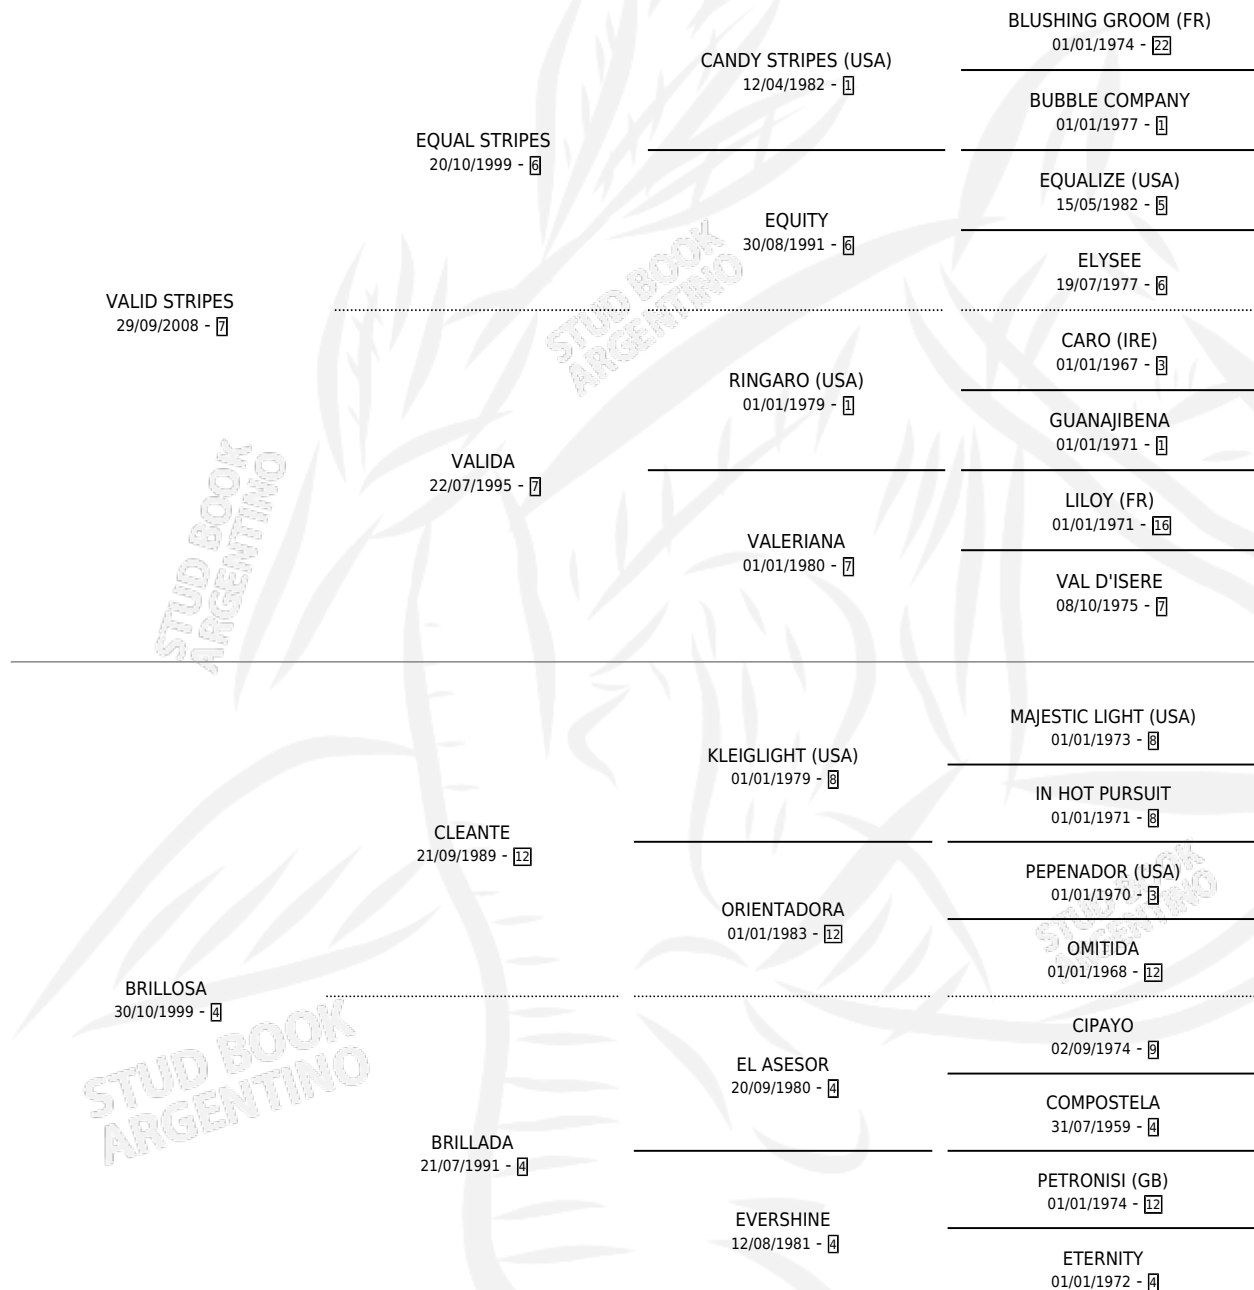 BLUSHING GROOM (FR)
01/01/1974 - 22
CANDY STRIPES (USA)
12/04/1982 - 1
BUBBLE COMPANY
01/01/1977 - 1
EQUAL STRIPES
20/10/1999 - 6
EQUALIZE (USA)
15/05/1982 - 5
EQUITY
30/08/1991 - 6
ELYSEE
19/07/1977 - 6
VALID STRIPES
29/09/2008 - 7
CARO (IRE)
01/01/1967 - 3
RINGARO (USA)
01/01/1979 - 1
GUANAJIBENA
01/01/1971 - 1
VALIDA
22/07/1995 - 7
LILOY (FR)
01/01/1971 - 16
VALERIANA
01/01/1980 - 7
VAL D'ISERE
08/10/1975 - 7
MAJESTIC LIGHT (USA)
01/01/1973 - 8
KLEIGLIGHT (USA)
01/01/1979 - 8
IN HOT PURSUIT
01/01/1971 - 8
CLEANTE
21/09/1989 - 12
PEPENADOR (USA)
01/01/1970 - 3
ORIENTADORA
01/01/1983 - 12
OMITIDA
01/01/1968 - 12
BRILLOSA
30/10/1999 - 4
CIPAYO
02/09/1974 - 9
EL ASESOR
20/09/1980 - 4
COMPOSTELA
31/07/1959 - 4
BRILLADA
21/07/1991 - 4
PETRONISI (GB)
01/01/1974 - 12
EVERSHINE
12/08/1981 - 4
ETERNITY
01/01/1972 - 4
STUD BOOK
ARGENTINO
STUD BOOK
ARGENTINO
STUD BOOK
ARGENTINO
STUD BOOK
ARGENTINO